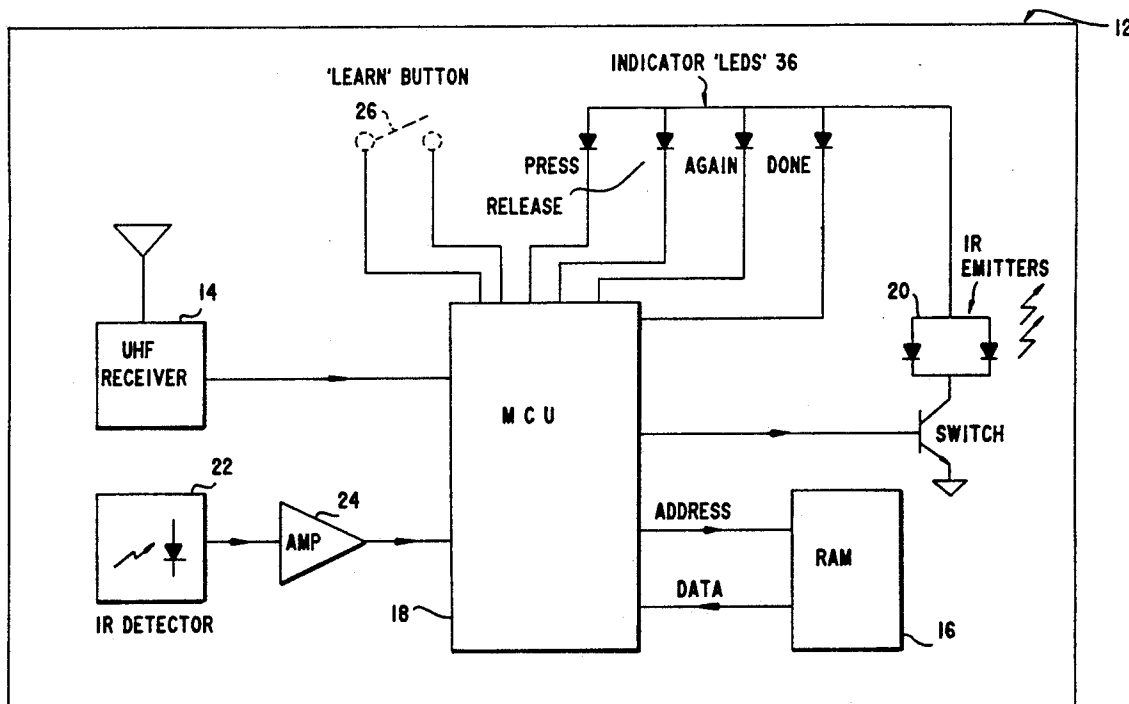 12
INDICATOR 'LEDS' 36
'LEARN' BUTTON
26
PRESS
RELEASE
AGAIN
DONE
IR
EMITTERS
20
14
UHF
RECEIVER
MCU
SWITCH
22
24
AMP
IR DETECTOR
18
ADDRESS
DATA
RAM
16